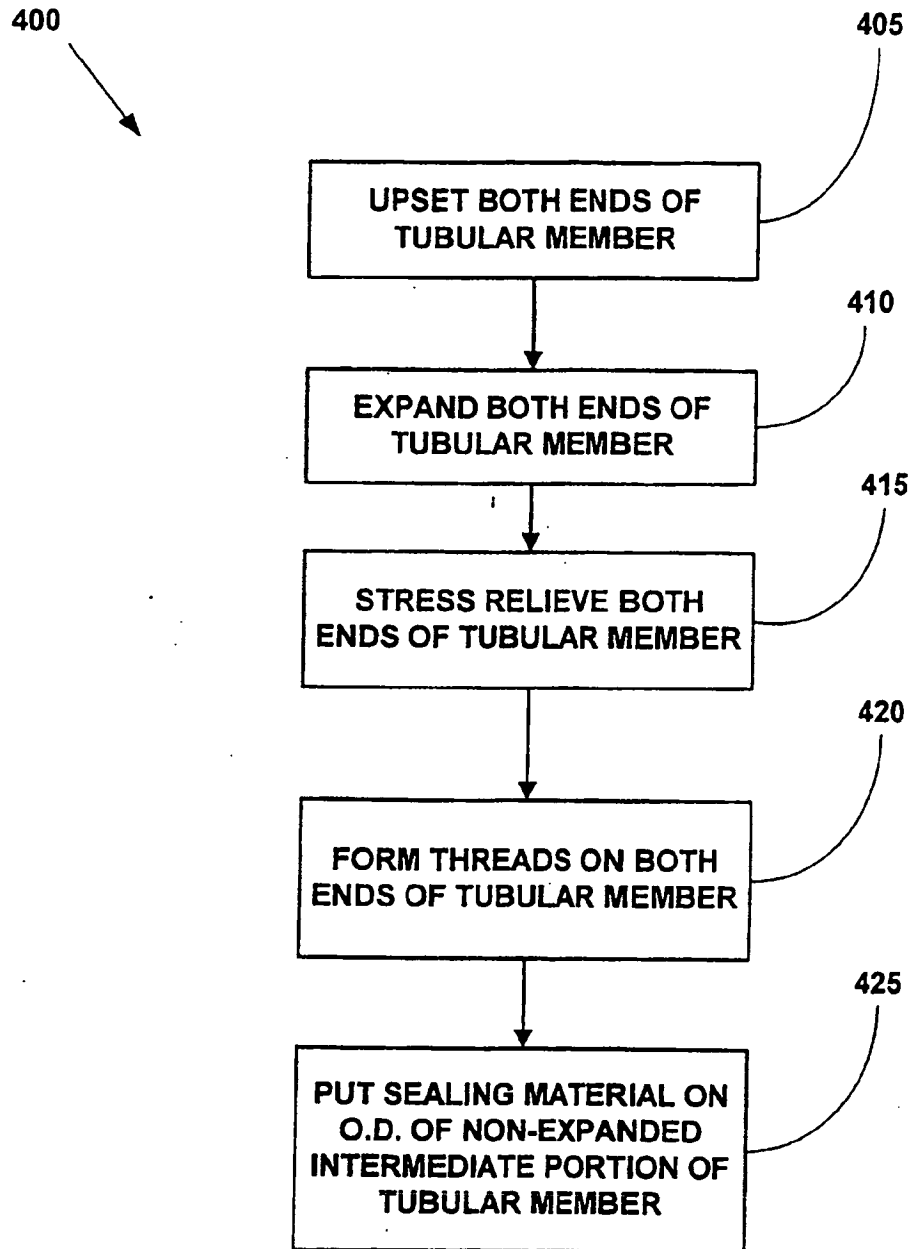 400
405
UPSET BOTH ENDS OF
TUBULAR MEMBER
410
EXPAND BOTH ENDS OF
TUBULAR MEMBER
415
STRESS RELIEVE BOTH
ENDS OF TUBULAR MEMBER
420
FORM THREADS ON BOTH
ENDS OF TUBULAR MEMBER
425
PUT SEALING MATERIAL ON
O.D. OF NON-EXPANDED
INTERMEDIATE PORTION OF
TUBULAR MEMBER